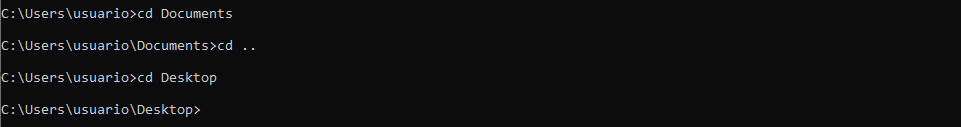 C:\Users\usuario>cd Documents
C:\Users\usuario\Documents>cd ..
C:\Users\usuario>cd Desktop
C:\Users\usuario\Desktop>